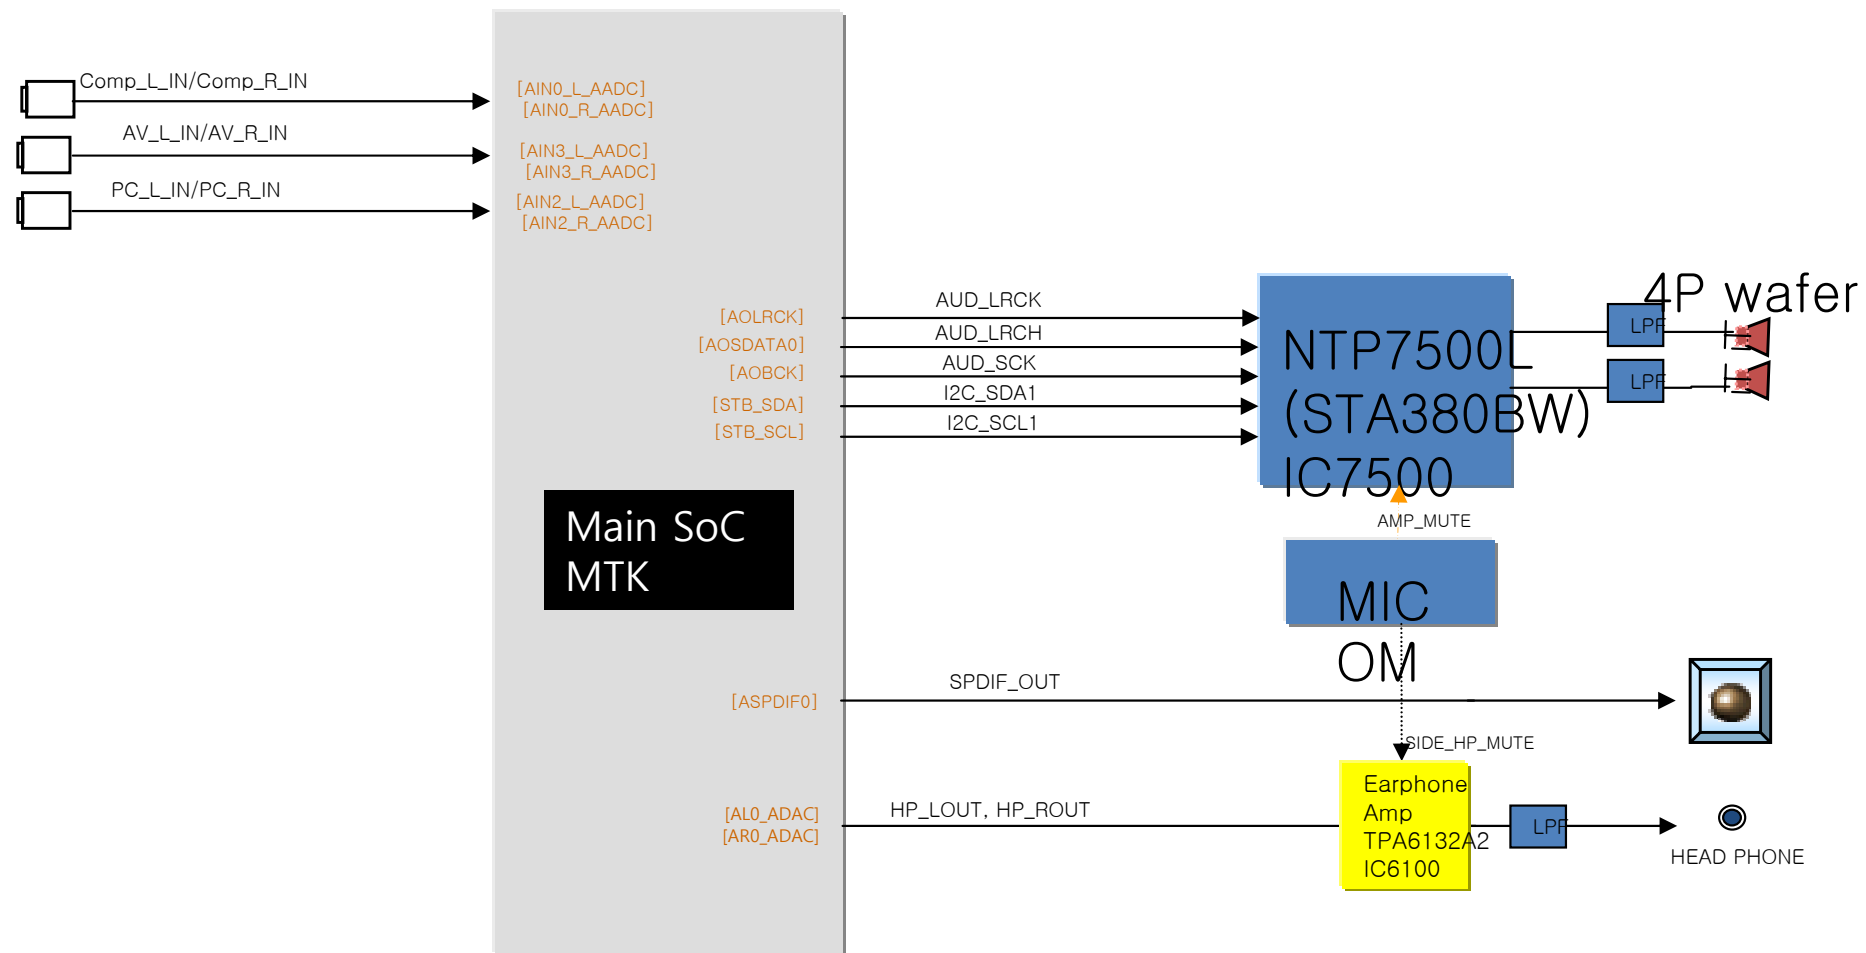 Comp_L_IN/Comp_R_IN
AV_L_IN/AV_R_IN
PC_L_IN/PC_R_IN
[AIN0_L_AADC]
[AIN0_R_AADC]
[AIN3_L_AADC]
[AIN3_R_AADC]
[AIN2_L_AADC]
[AIN2_R_AADC]
[AOLRCK]
[AOSDATA0]
[AOBCK]
[STB_SDA]
[STB_SCL]
Main SoC
MTK
[ASPDIF0]
[AL0_ADAC]
[AR0_ADAC]
AUD_LRCK
AUD_LRCH
AUD_SCK
I2C_SDA1
I2C_SCL1
NTP7500L
(STA380BW)
IC7500
4P wafer
LPF
LPF
AMP_MUTE
MIC
OM
SPDIF_OUT
SIDE_HP_MUTE
HP_LOUT, HP_ROUT
Earphone
Amp
TPA6132A2
IC6100
LPF
HEAD PHONE